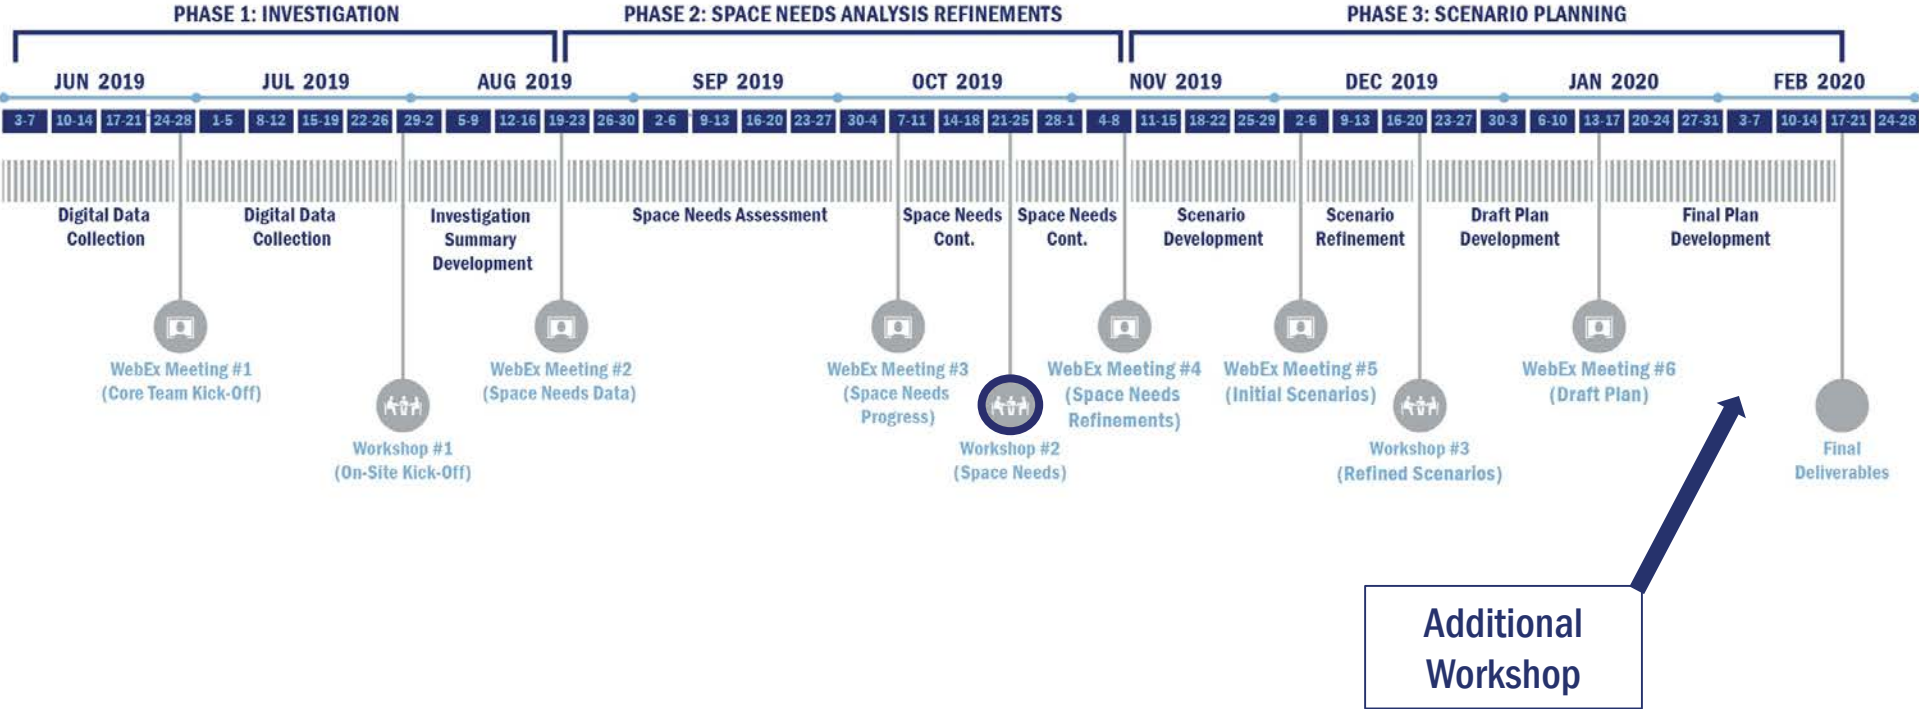 PHASE 1: INVESTIGATION
PHASE 2: SPACE NEEDS ANALYSIS REFINEMENTS
PHASE 3: SCENARIO PLANNING
JUN 2019
JUL 2019
AUG 2019
SEP 2019
OCT 2019
NOV 2019
DEC 2019
JAN 2020
FEB 2020
3-7
10-14
17-21
24-28
1-5
8-12
15-19
22-26
29-2
5-9
12-16
19-23
26-30
2-6
9-13
16-20
23-27
30-4
7-11
14-18
21-25
28-1
4-8
11-15
18-22
25-29
2-6
9-13
16-20
23-27
30-3
6-10
13-17
20-24
27-31
3-7
10-14
17-21
24-28
Digital Data
Collection
Digital Data
Collection
Investigation
Summary
Development
Space Needs Assessment
Space Needs
Cont.
Space Needs
Cont.
Scenario
Development
Scenario
Refinement
Draft Plan
Development
Final Plan
Development
WebEx Meeting #1
(Core Team Kick-Off)
Workshop #1
(On-Site Kick-Off)
WebEx Meeting #2
(Space Needs Data)
WebEx Meeting #3
(Space Needs
Progress)
Workshop #2
(Space Needs)
WebEx Meeting #4
(Space Needs
Refinements)
WebEx Meeting #5
(Initial Scenarios)
Workshop #3
(Refined Scenarios)
WebEx Meeting #6
(Draft Plan)
Final
Deliverables
Additional
Workshop